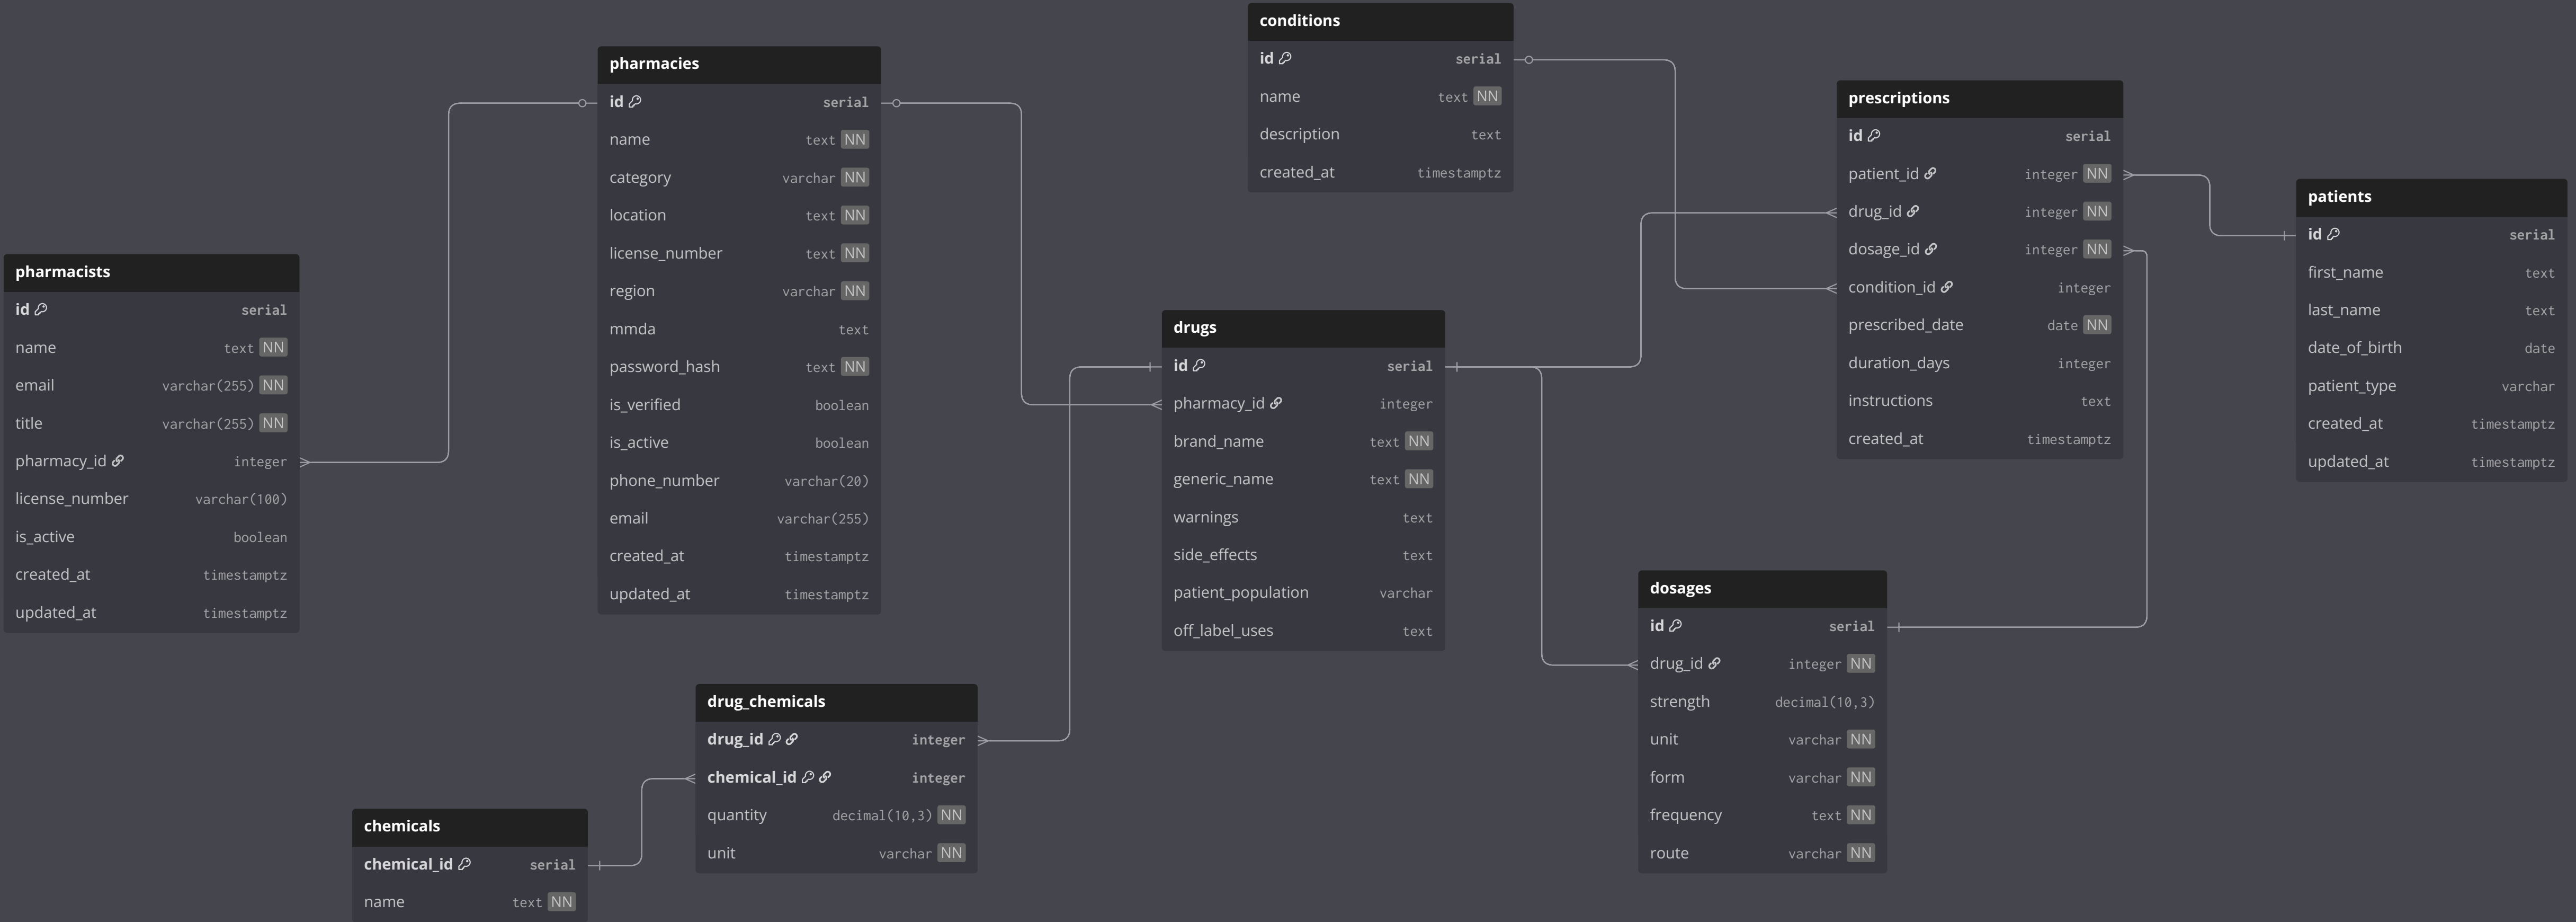 conditions
id serial
name text NN
description text
created_at timestamptz
pharmacies
id serial
name text NN
category varchar NN
location text NN
license_number text NN
region varchar NN
mmda text
password_hash text NN
is_verified boolean
is_active boolean
phone_number varchar(20)
email varchar(255)
created_at timestamptz
updated_at timestamptz
prescriptions
id serial
patient_id integer NN
drug_id integer NN
dosage_id integer NN
condition_id integer
prescribed_date date NN
duration_days integer
instructions text
created_at timestamptz
patients
id serial
first_name text
last_name text
date_of_birth date
patient_type varchar
created_at timestamptz
updated_at timestamptz
pharmacists
id serial
name text NN
email varchar(255) NN
title varchar(255) NN
pharmacy_id integer
license_number varchar(100)
is_active boolean
created_at timestamptz
updated_at timestamptz
drugs
id serial
pharmacy_id integer
brand_name text NN
generic_name text NN
warnings text
side_effects text
patient_population varchar
off_label_uses text
dosages
id serial
drug_id integer NN
strength decimal(10,3)
unit varchar NN
form varchar NN
frequency text NN
route varchar NN
drug_chemicals
drug_id integer
chemical_id integer
quantity decimal(10,3) NN
unit varchar NN
chemicals
chemical_id serial
name text NN